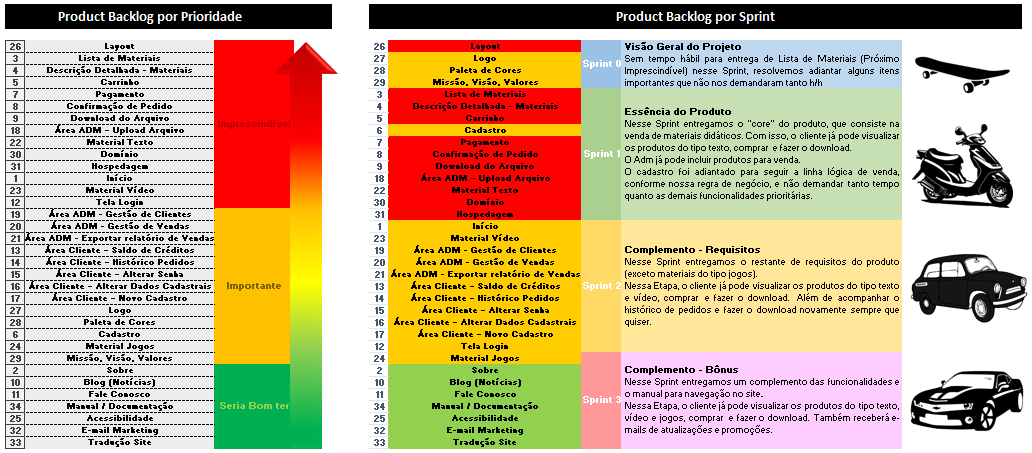 Product Backlog por Prioridade
26 Layout
3 Lista de Materiais
4 Descrição Detalhada - Materiais
5 Carrinho
7 Pagamento
8 Confirmação de Pedido
9 Download do Arquivo
18 Área ADM - Upload Arquivo
22 Material Texto
30 Domínio
31 Hospedagem
1 Início
23 Material Vídeo
12 Tela Login
Imprescindível
19 Área ADM - Gestão de Clientes
20 Área ADM - Gestão de Vendas
21 Área ADM - Exportar relatório de Vendas
13 Área Cliente - Saldo de Créditos
14 Área Cliente - Histórico Pedidos
15 Área Cliente - Alterar Senha
16 Área Cliente - Alterar Dados Cadastrais
17 Área Cliente - Novo Cadastro
27 Logo
28 Paleta de Cores
6 Cadastro
24 Material Jogos
29 Missão, Visão, Valores
Importante
2 Sobre
10 Blog (Notícias)
11 Fale Conosco
34 Manual / Documentação
25 Acessibilidade
32 E-mail Marketing
33 Tradução Site
Seria Bom ter
Product Backlog por Sprint
26 Layout
27 Logo
28 Paleta de Cores
29 Missão, Visão, Valores
Sprint 0
Visão Geral do Projeto
Sem tempo hábil para entrega de Lista de Materiais (Próximo
Imprescindível) nesse Sprint, resolvemos adiantar alguns itens
importantes que não nos demandaram tanto h/h
3 Lista de Materiais
4 Descrição Detalhada - Materiais
5 Carrinho
6 Cadastro
7 Pagamento
8 Confirmação de Pedido
9 Download do Arquivo
18 Área ADM - Upload Arquivo
22 Material Texto
30 Domínio
31 Hospedagem
Sprint 1
Essência do Produto
Nesse Sprint entregamos o "core" do produto, que consiste na
venda de materiais didáticos. Com isso, o cliente já pode visualizar
os produtos do tipo texto, comprar e fazer o download.
O Adm já pode incluir produtos para venda.
O cadastro foi adiantado para seguir a linha lógica de venda,
conforme nossa regra de negócio, e não demandar tanto tempo
quanto as demais funcionalidades prioritárias.
1 Início
23 Material Vídeo
19 Área ADM - Gestão de Clientes
20 Área ADM - Gestão de Vendas
21 Área ADM - Exportar relatório de Vendas
13 Área Cliente - Saldo de Créditos
14 Área Cliente - Histórico Pedidos
15 Área Cliente - Alterar Senha
16 Área Cliente - Alterar Dados Cadastrais
17 Área Cliente - Novo Cadastro
12 Tela Login
24 Material Jogos
Sprint 2
Complemento - Requisitos
Nesse Sprint entregamos o restante de requisitos do produto
(exceto materiais do tipo jogos).
Nessa Etapa, o cliente já pode visualizar os produtos do tipo texto
e vídeo, comprar e fazer o download. Além de acompanhar o
histórico de pedidos e fazer o download novamente sempre que
quiser.
2 Sobre
10 Blog (Notícias)
11 Fale Conosco
34 Manual / Documentação
25 Acessibilidade
32 E-mail Marketing
33 Tradução Site
Sprint 3
Complemento - Bônus
Nesse Sprint entregamos um complemento das funcionalidades e
o manual para navegação no site.
Nessa Etapa, o cliente já pode visualizar os produtos do tipo texto,
vídeo e jogos, comprar e fazer o download. Também receberá e-
mails de atualizações e promoções.